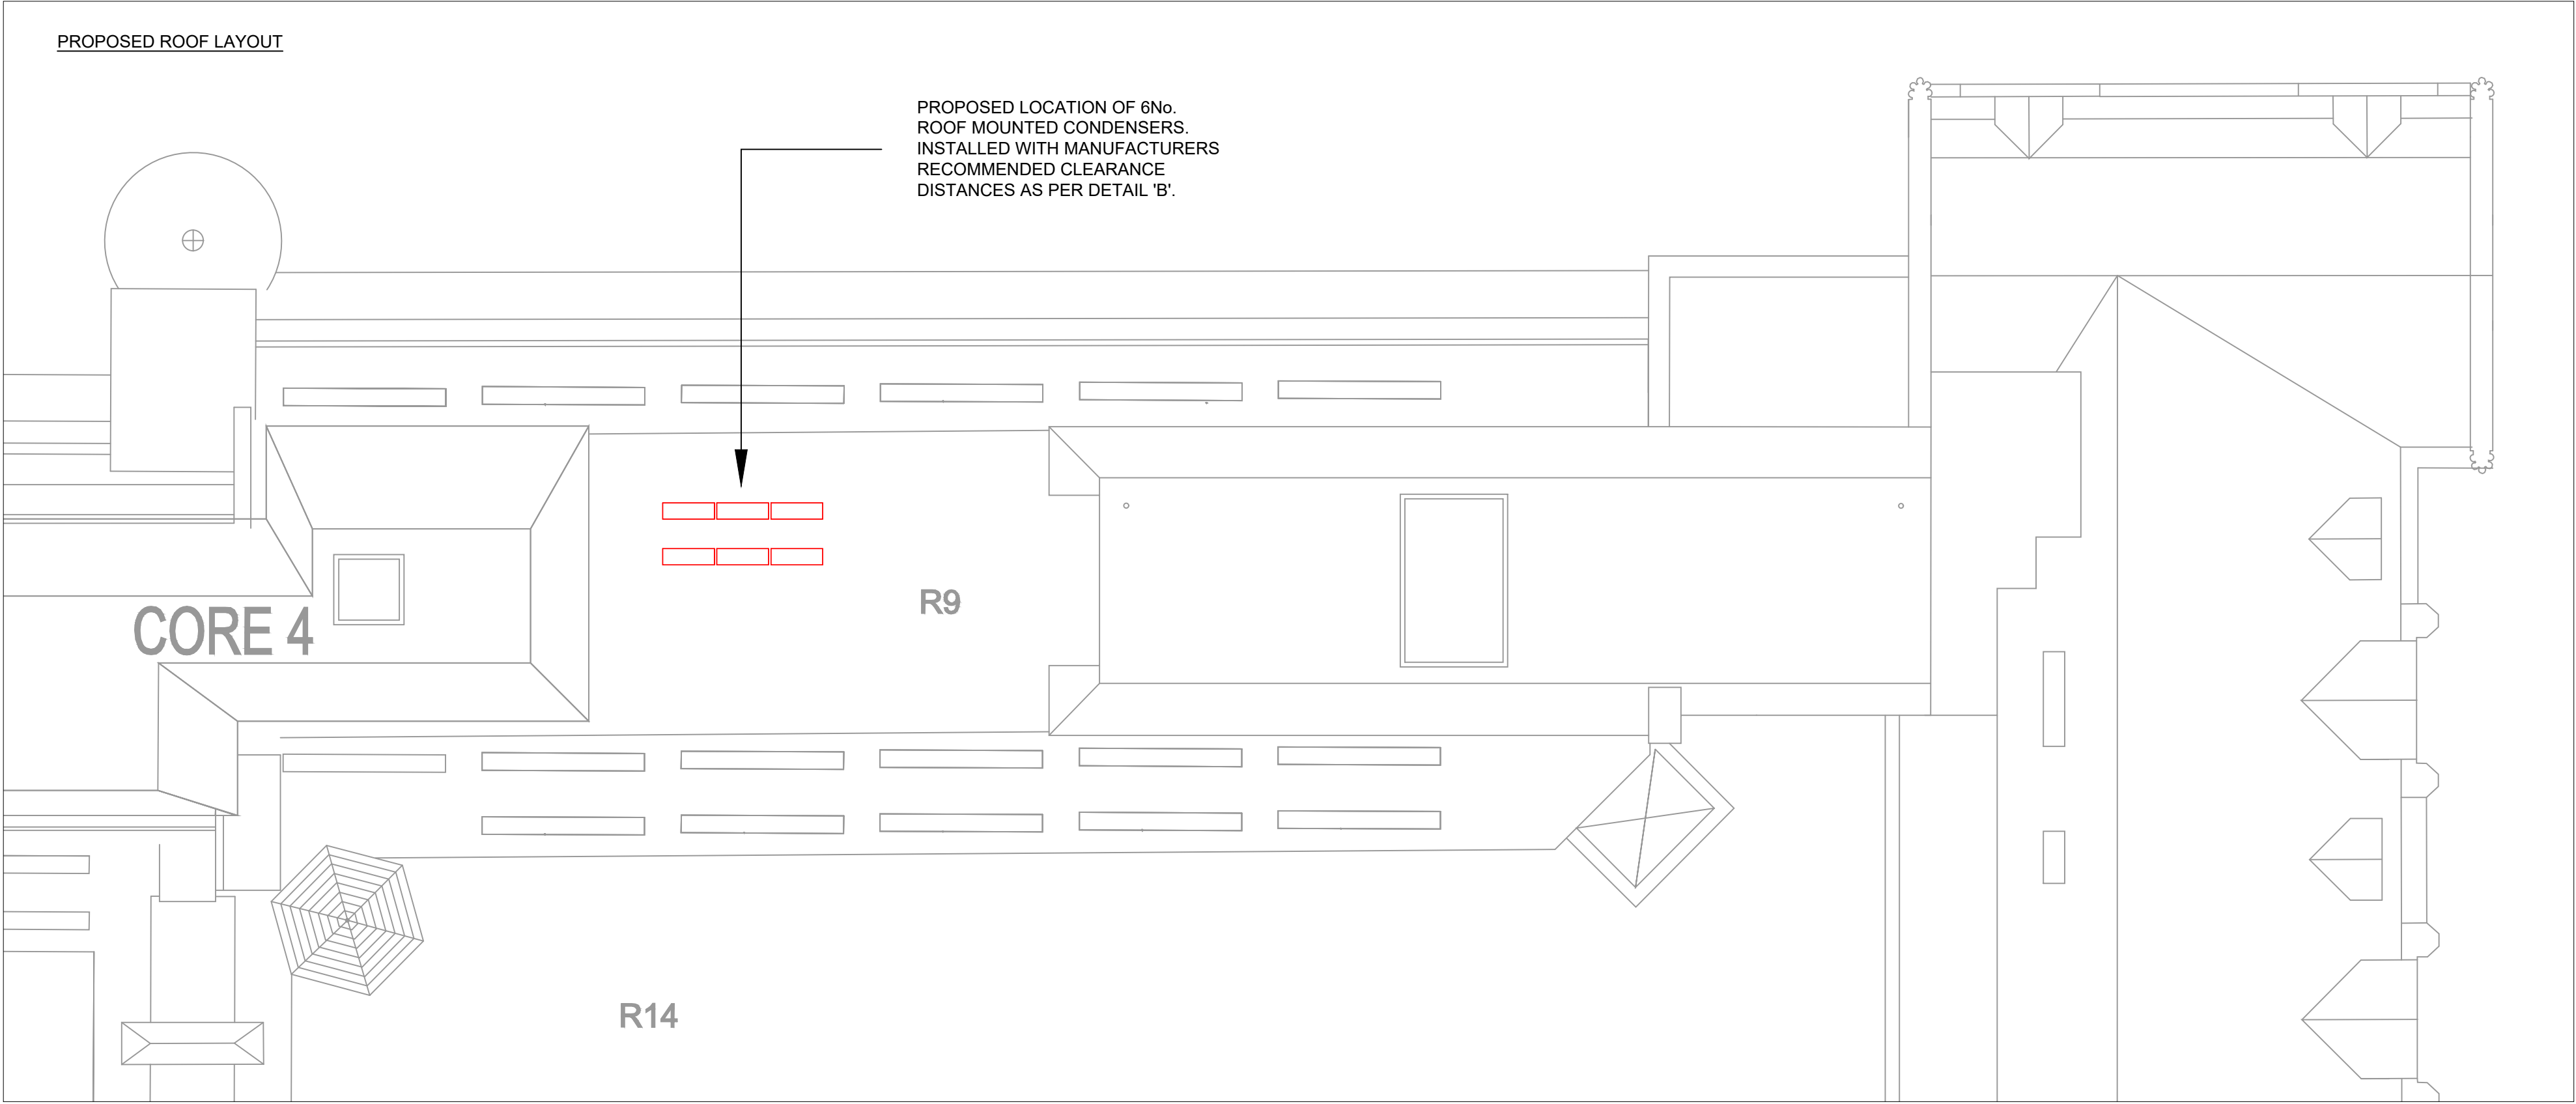 PROPOSED ROOF LAYOUT
PROPOSED LOCATION OF 6No.
ROOF MOUNTED CONDENSERS.
INSTALLED WITH MANUFACTURERS
RECOMMENDED CLEARANCE
DISTANCES AS PER DETAIL 'B'.
R9
CORE 4
R14